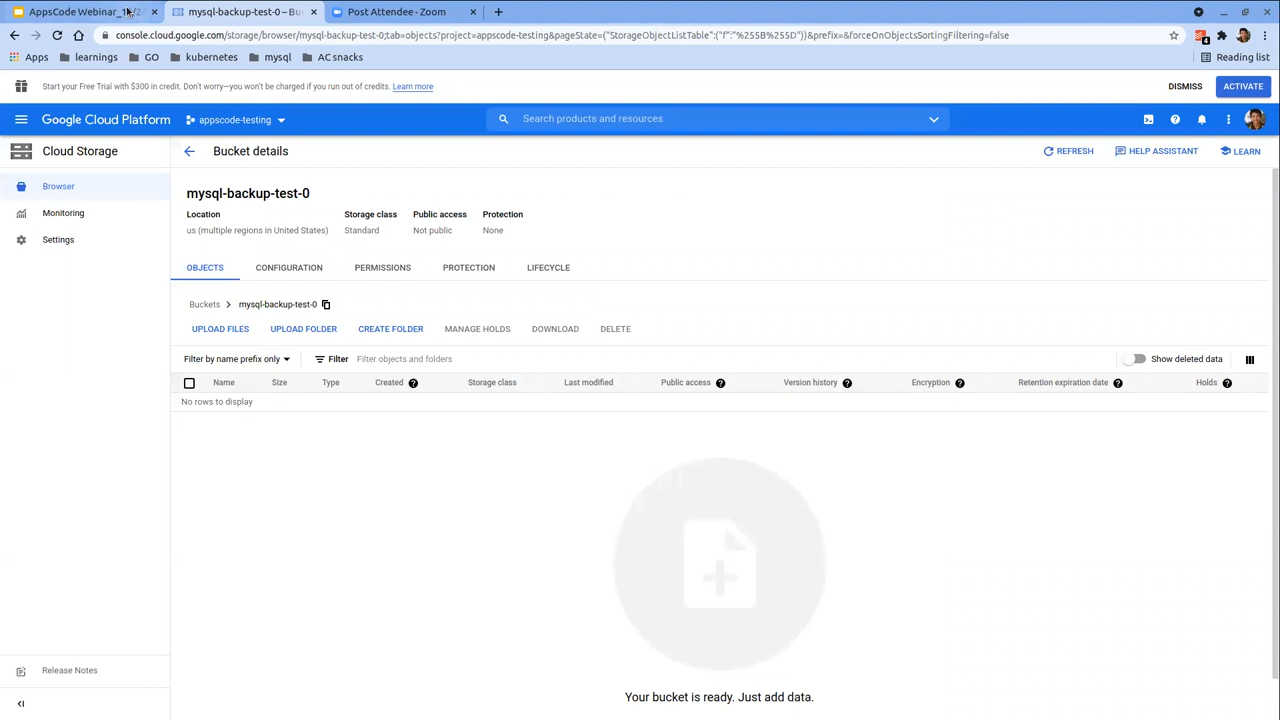 AppsCode Webinar_1
mysql-backup-test-0 – Bu
Post Attendee - Zoom
console.cloud.google.com/storage/browser/mysql-backup-test-0;tab=objects?project=appscode-testing&pageState=("StorageObjectListTable":("f":"%255B%255D"))&prefix=&forceOnObjectsSortingFiltering=false
4
Apps learnings GO kubernetes mysql AC snacks Reading list
Start your Free Trial with $300 in credit. Don't worry—you won't be charged if you run out of credits. Learn more DISMISS ACTIVATE
Google Cloud Platform appscode-testing Search products and resources
Cloud Storage Bucket details REFRESH HELP ASSISTANT LEARN
Browser
Monitoring
Settings
mysql-backup-test-0
Location Storage class Public access Protection
us (multiple regions in United States) Standard Not public None
OBJECTS CONFIGURATION PERMISSIONS PROTECTION LIFECYCLE
Buckets > mysql-backup-test-0
UPLOAD FILES UPLOAD FOLDER CREATE FOLDER MANAGE HOLDS DOWNLOAD DELETE
Filter by name prefix only Filter Filter objects and folders Show deleted data
Name Size Type Created ? Storage class Last modified Public access ? Version history ? Encryption ? Retention expiration date ? Holds ?
No rows to display
Your bucket is ready. Just add data.
Release Notes